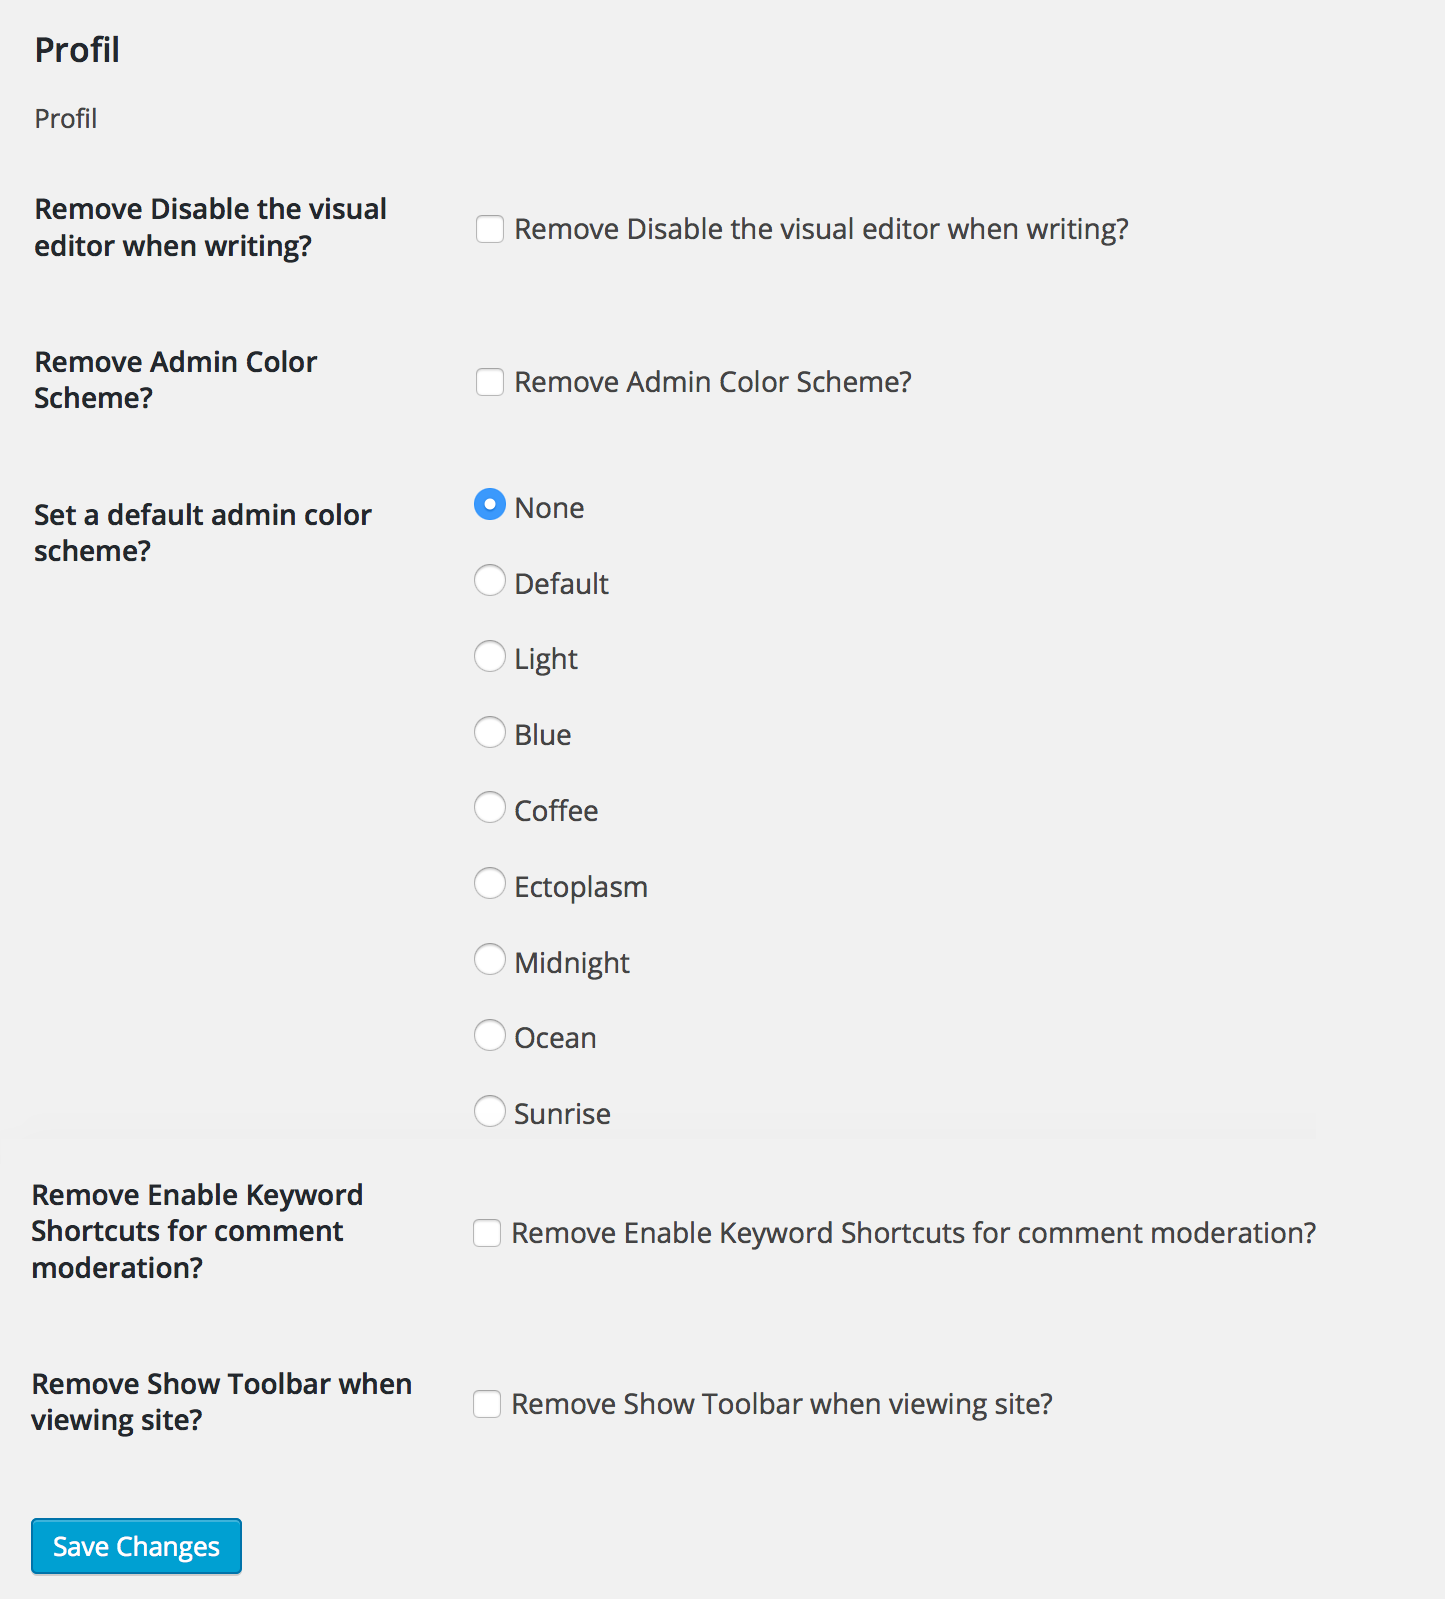 Profil
Profil
Remove Disable the visual
editor when writing?
Remove Disable the visual editor when writing?
Remove Admin Color
Scheme?
Remove Admin Color Scheme?
Set a default admin color
scheme?
None
Default
Light
Blue
Coffee
Ectoplasm
Midnight
Ocean
Sunrise
Remove Enable Keyword
Shortcuts for comment
moderation?
Remove Enable Keyword Shortcuts for comment moderation?
Remove Show Toolbar when
viewing site?
Remove Show Toolbar when viewing site?
Save Changes